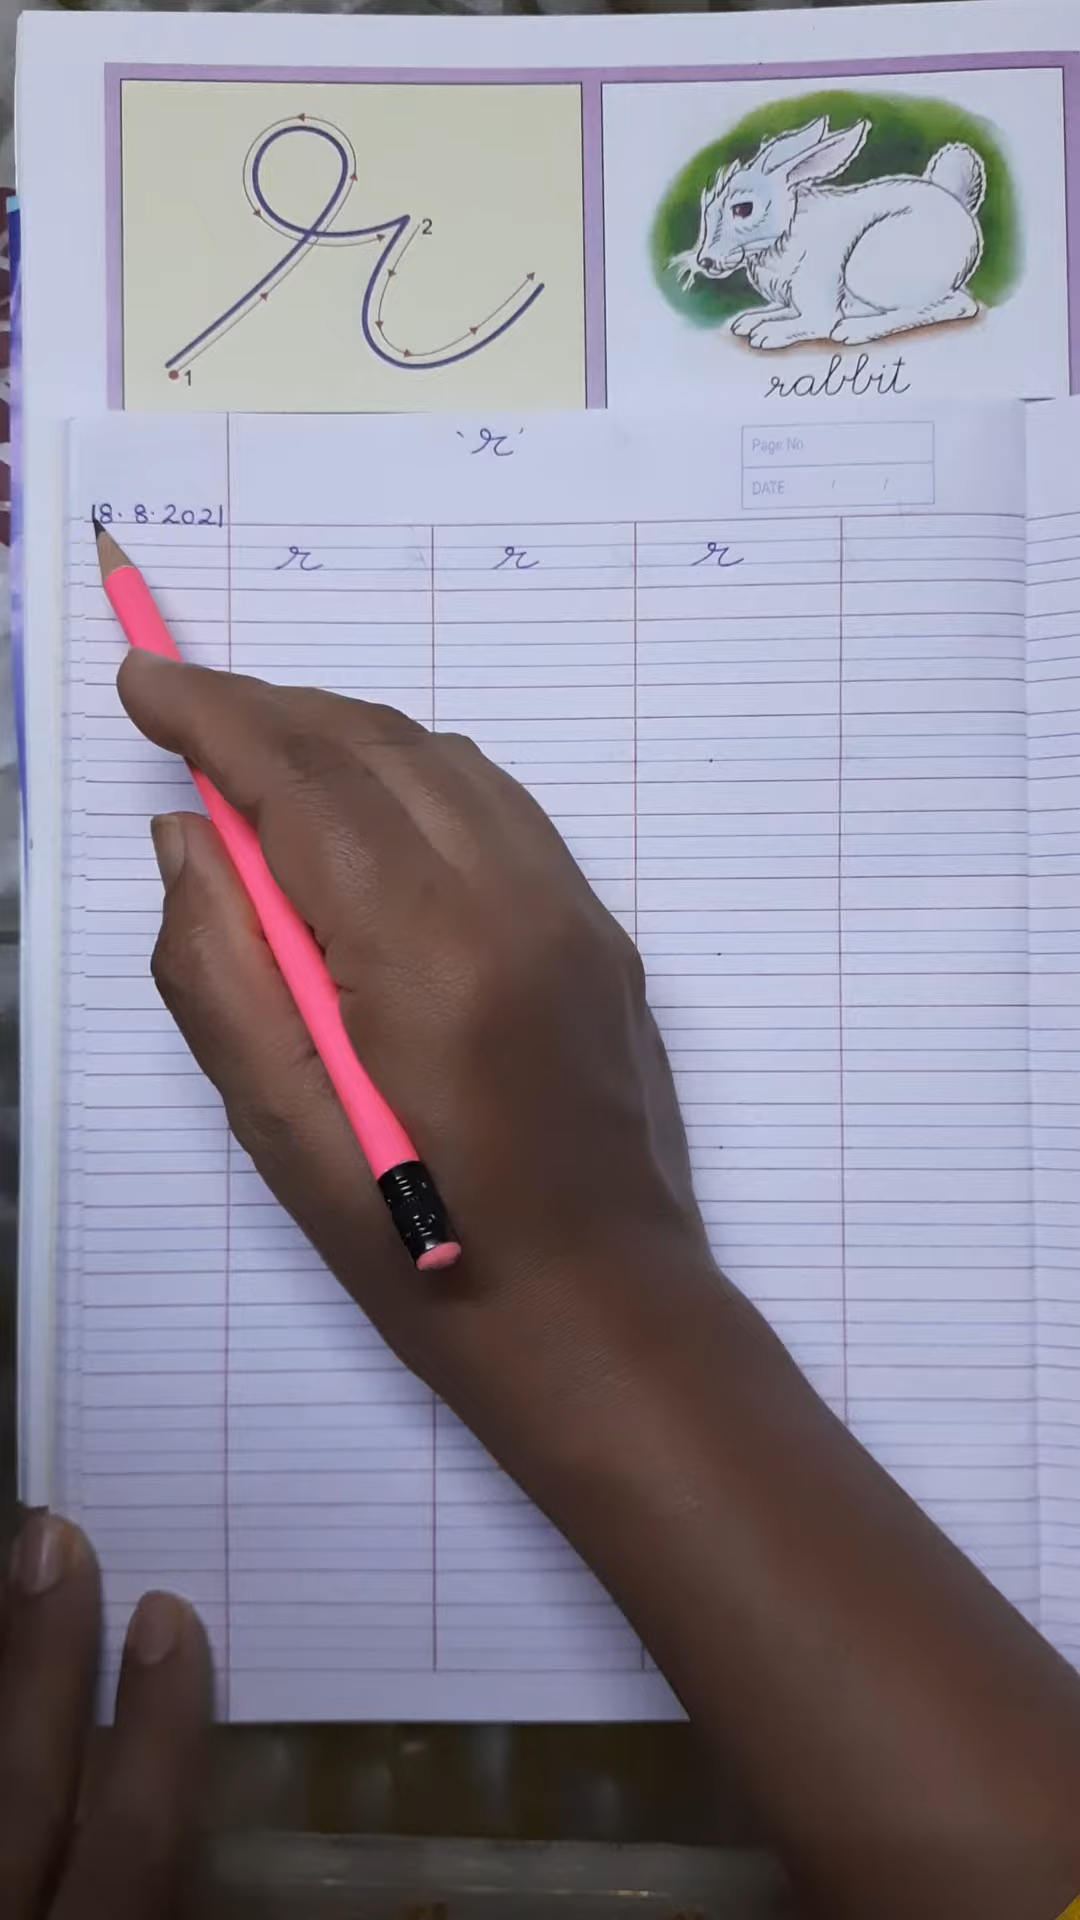 2
1
rabbit
'r'
Page No.
DATE / /
18.8.2021
r r r